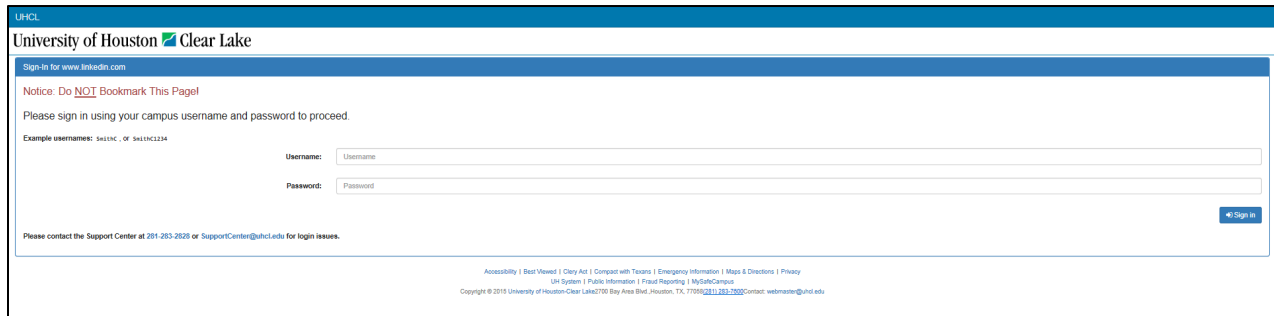 UHCL
University of Houston Clear Lake
Sign-In for www.linkedin.com
Notice: Do NOT Bookmark This Page!
Please sign in using your campus username and password to proceed.
Example usernames: SmithC , or SmithC1234
Username: Username
Password: Password
Sign in
Please contact the Support Center at 281-283-2828 or SupportCenter@uhcl.edu for login issues.
Accessibility | Best Viewed | Clery Act | Compact with Texans | Emergency Information | Maps & Directions | Privacy
UH System | Public Information | Fraud Reporting | MySafeCampus
Copyright © 2015 University of Houston-Clear Lake2700 Bay Area Blvd.,Houston, TX, 77058(281) 283-7600Contact: webmaster@uhcl.edu